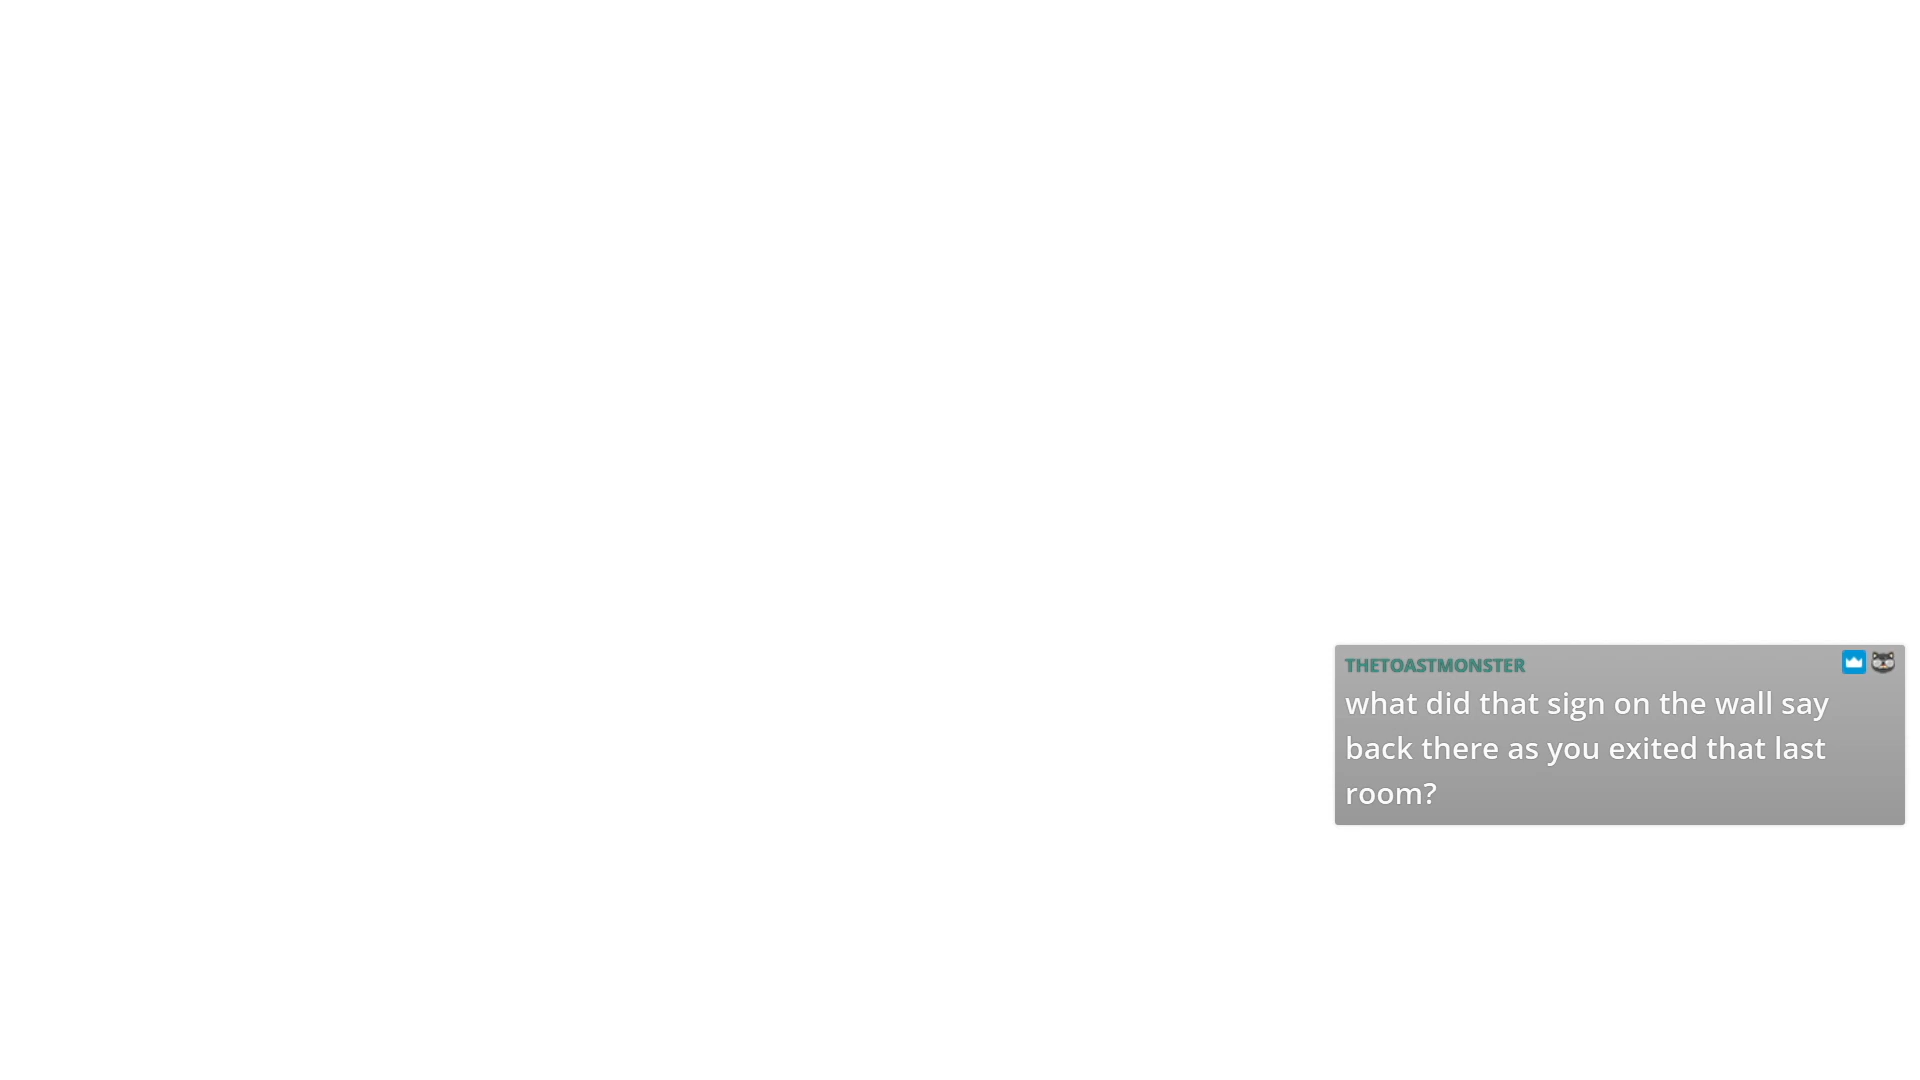 THETOASTMONSTER
what did that sign on the wall say
back there as you exited that last
room?